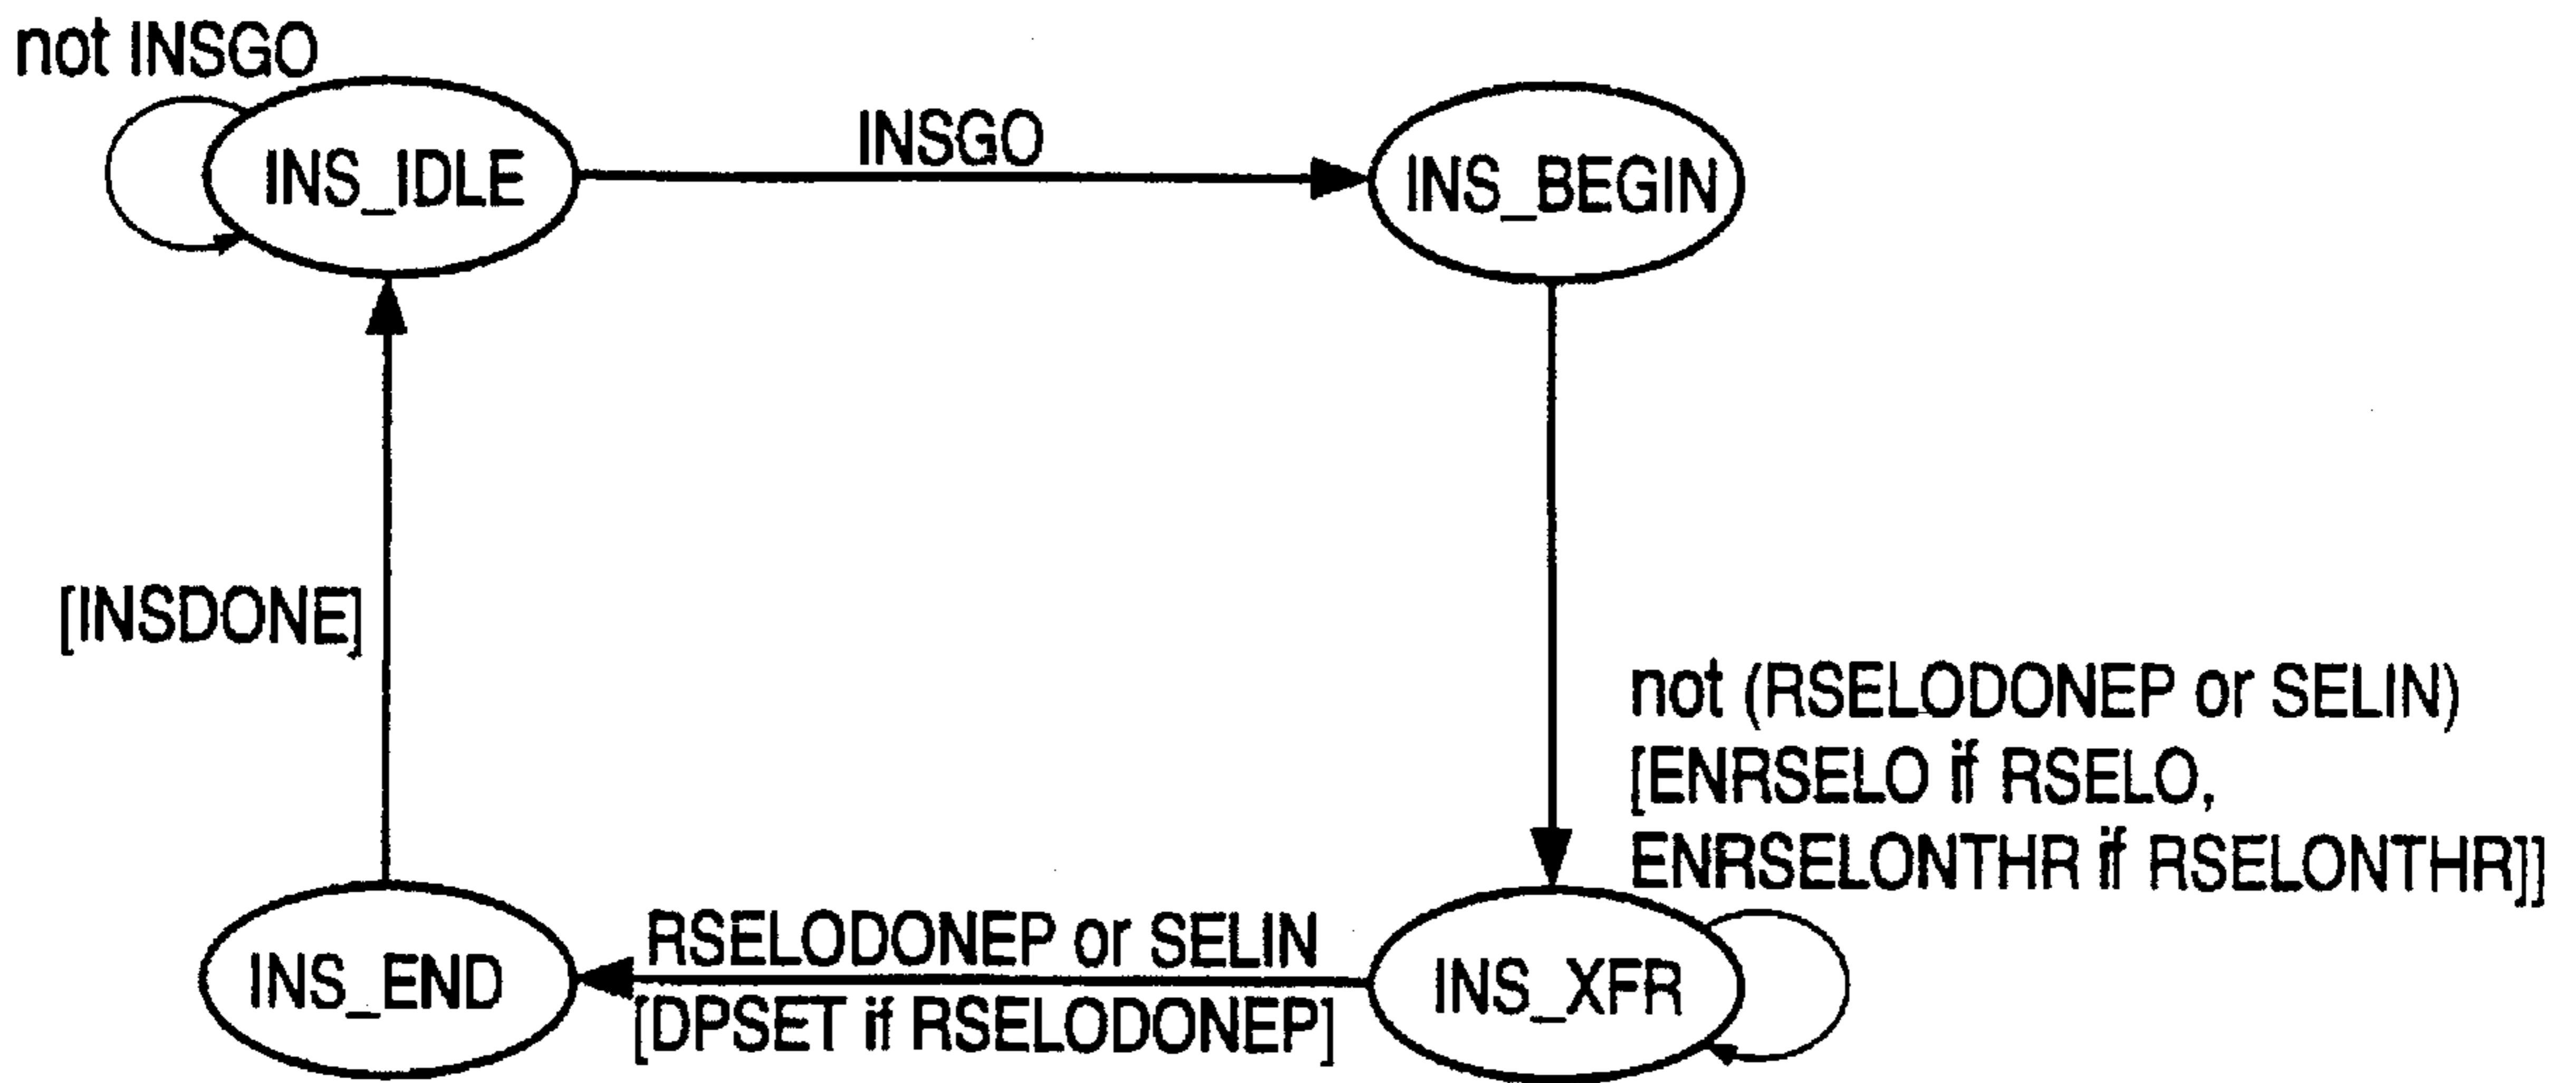 not INSGO
INS_IDLE
INSGO
INS_BEGIN
[INSDONE]
not (RSELODONEP or SELIN)
[ENRSELO if RSELO,
ENRSELONTHR if RSELONTHR]]
RSELODONEP or SELIN
[DPSET if RSELODONEP]
INS_END
INS_XFR